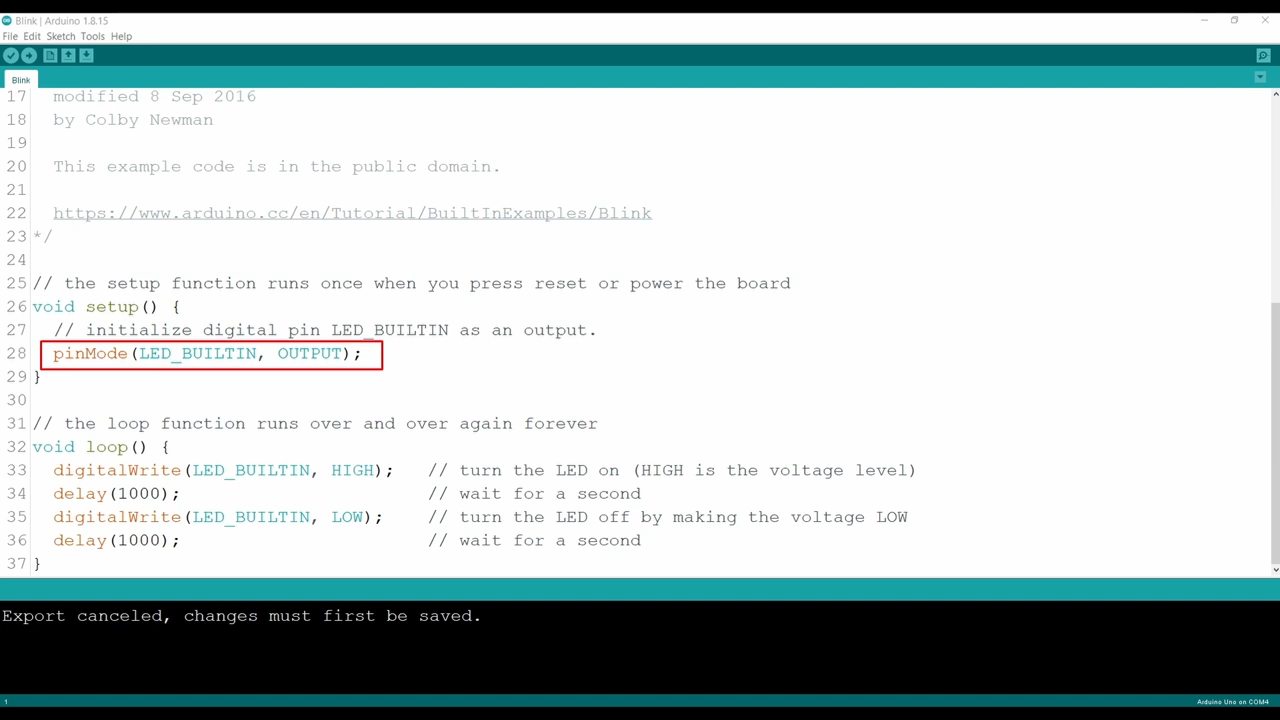 Blink | Arduino 1.8.15
File Edit Sketch Tools Help
Blink
17 modified 8 Sep 2016
18 by Colby Newman
19
20 This example code is in the public domain.
21
22 https://www.arduino.cc/en/Tutorial/BuiltInExamples/Blink
23 */
24
25 // the setup function runs once when you press reset or power the board
26 void setup() {
27 // initialize digital pin LED_BUILTIN as an output.
28 pinMode(LED_BUILTIN, OUTPUT);
29 }
30
31 // the loop function runs over and over again forever
32 void loop() {
33 digitalWrite(LED_BUILTIN, HIGH); // turn the LED on (HIGH is the voltage level)
34 delay(1000); // wait for a second
35 digitalWrite(LED_BUILTIN, LOW); // turn the LED off by making the voltage LOW
36 delay(1000); // wait for a second
37 }
Export canceled, changes must first be saved.
1 Arduino Uno on COM4